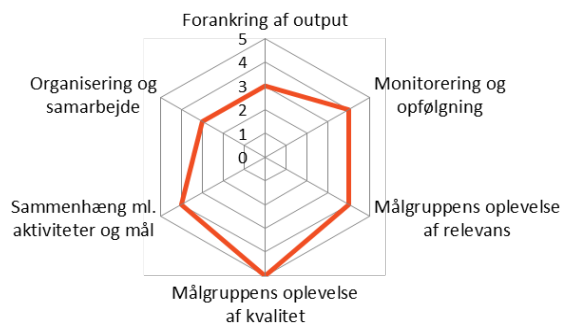 Forankring af output
5
4
3
2
1
0
Monitorering og
opfølgning
Målgruppens oplevelse
af relevans
Målgruppens oplevelse
af kvalitet
Sammenhæng ml.
aktiviteter og mål
Organisering og
samarbejde